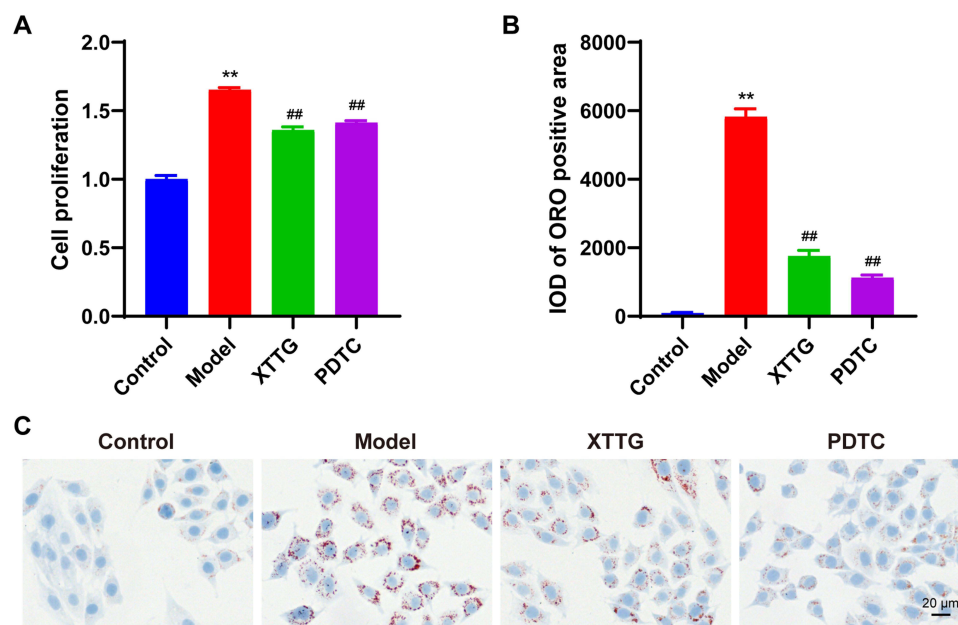 A
Cell proliferation
2.0
1.5
1.0
0.5
0.0
**
##
##
Control
Model
XTTG
PDTC
B
IOD of ORO positive area
8000
6000
4000
2000
0
**
##
##
Control
Model
XTTG
PDTC
C
Control
Model
XTTG
PDTC
20 μm